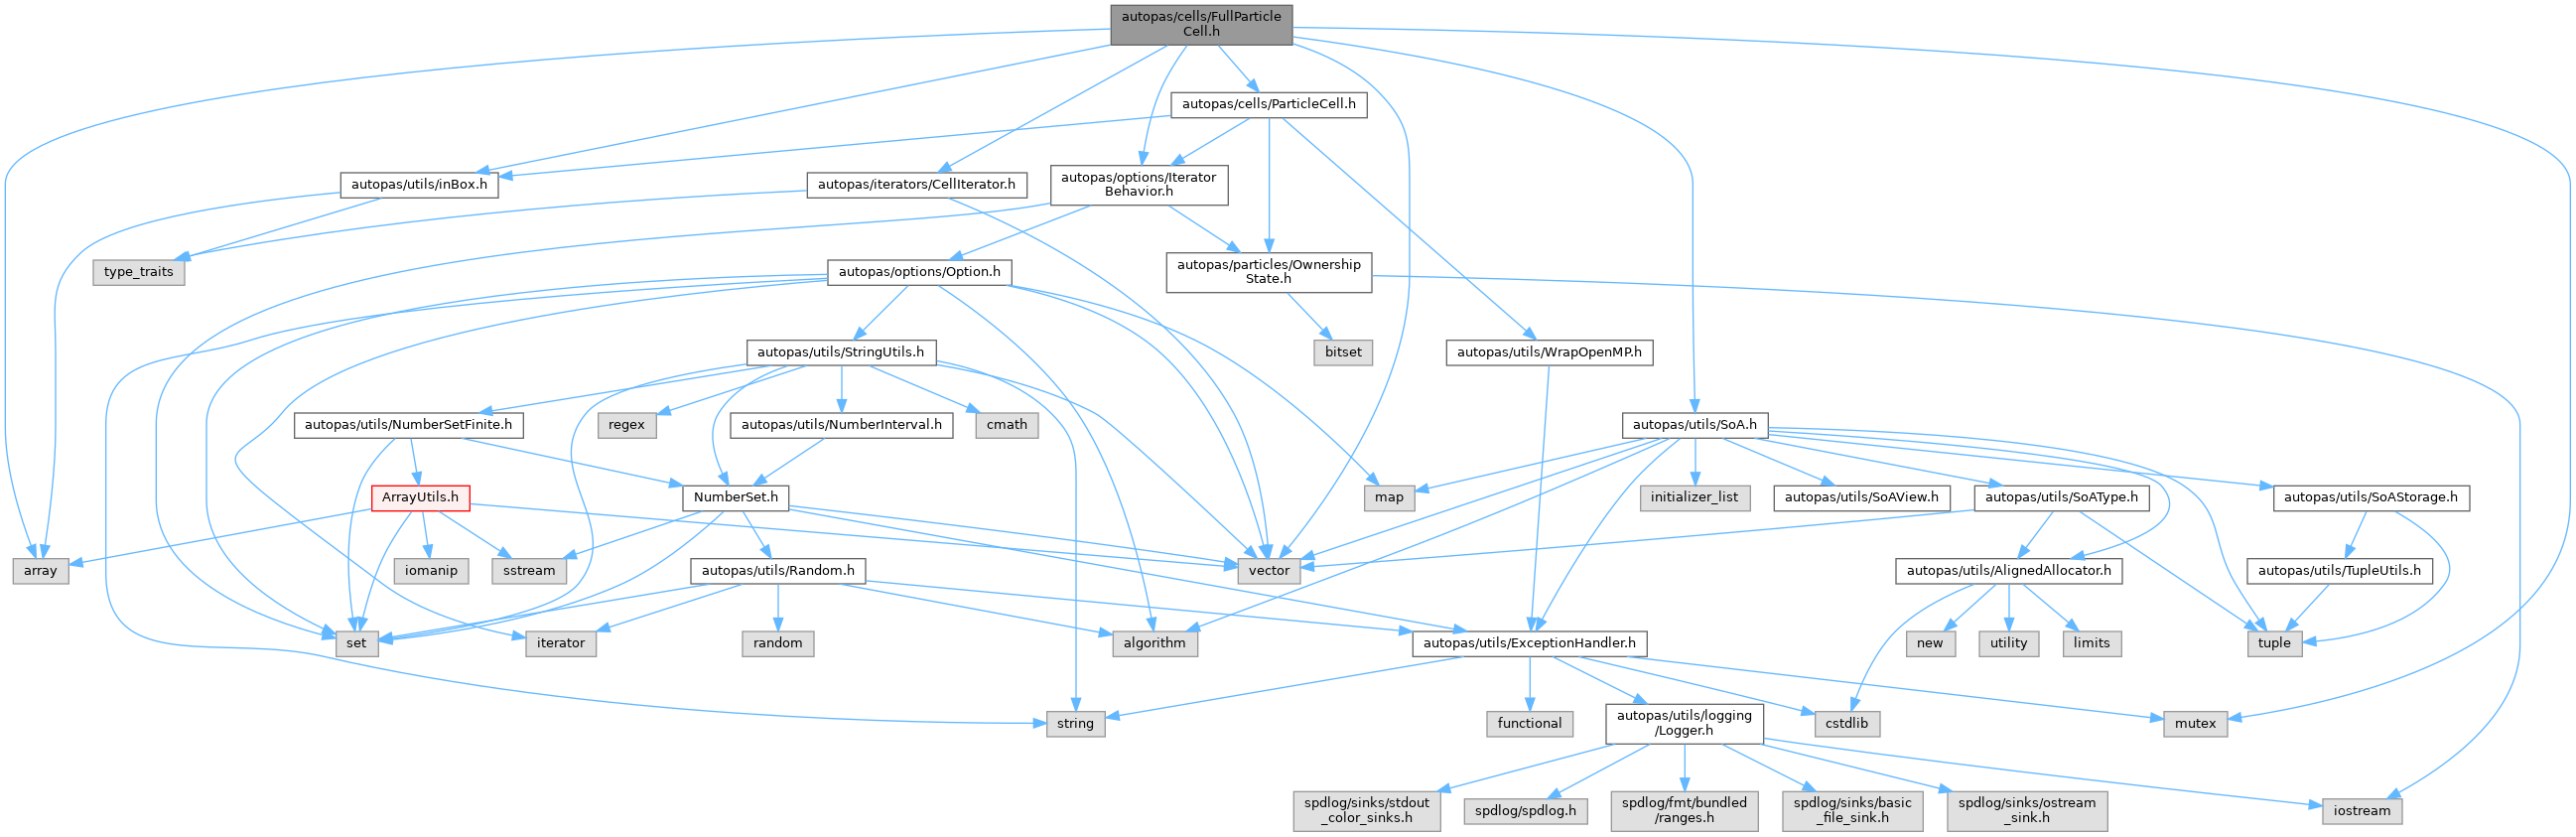 autopas/cells/FullParticle
Cell.h
autopas/cells/ParticleCell.h
autopas/utils/inBox.h
autopas/iterators/CellIterator.h
autopas/options/Iterator
Behavior.h
type_traits
autopas/options/Option.h
autopas/particles/Ownership
State.h
autopas/utils/StringUtils.h
bitset
autopas/utils/WrapOpenMP.h
autopas/utils/NumberSetFinite.h
regex
autopas/utils/NumberInterval.h
cmath
autopas/utils/SoA.h
ArrayUtils.h
NumberSet.h
map
initializer_list
autopas/utils/SoAView.h
autopas/utils/SoAType.h
autopas/utils/SoAStorage.h
array
iomanip
sstream
autopas/utils/Random.h
vector
autopas/utils/AlignedAllocator.h
autopas/utils/TupleUtils.h
set
iterator
random
algorithm
autopas/utils/ExceptionHandler.h
new
utility
limits
tuple
string
functional
autopas/utils/logging
/Logger.h
cstdlib
mutex
spdlog/sinks/stdout
_color_sinks.h
spdlog/spdlog.h
spdlog/fmt/bundled
/ranges.h
spdlog/sinks/basic
_file_sink.h
spdlog/sinks/ostream
_sink.h
iostream